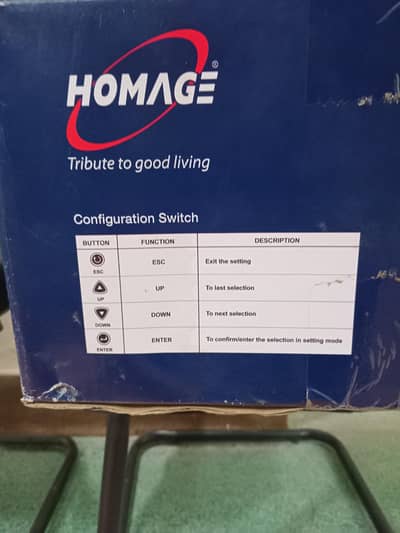 HOMAGE®
Tribute to good living
Configuration Switch
BUTTON FUNCTION DESCRIPTION
ESC ESC Exit the setting
UP UP To last selection
DOWN DOWN To next selection
ENTER ENTER To confirm/enter the selection in setting mode